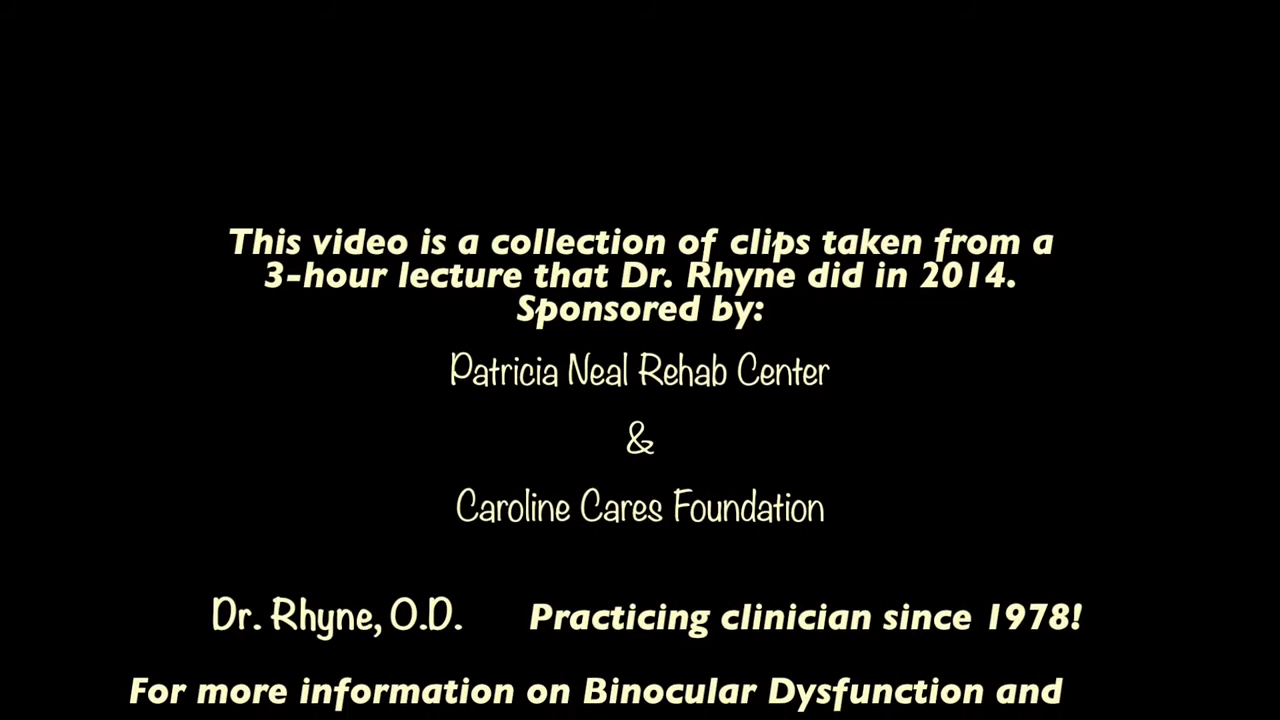 This video is a collection of clips taken from a
3-hour lecture that Dr. Rhyne did in 2014.
Sponsored by:
Patricia Neal Rehab Center
&
Caroline Cares Foundation
Dr. Rhyne, O.D. Practicing clinician since 1978!
For more information on Binocular Dysfunction and